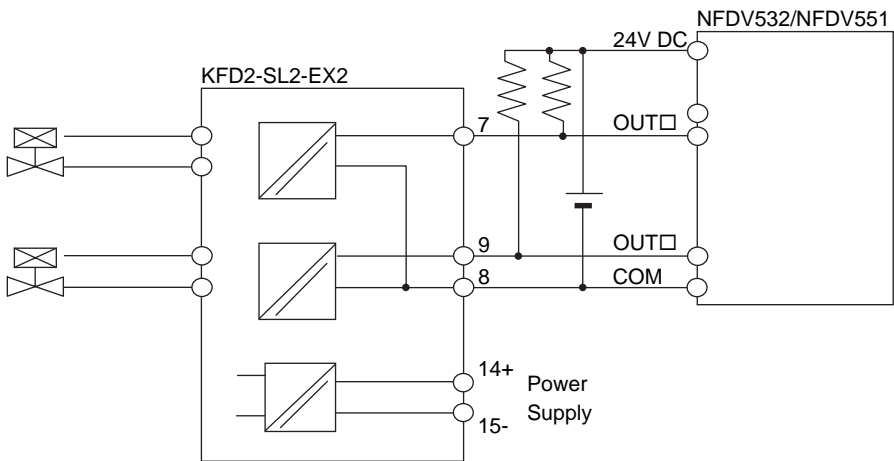 NFDV532/NFDV551
24V DC
KFD2-SL2-EX2
7
OUT□
9
OUT□
8
COM
14+
Power
Supply
15-